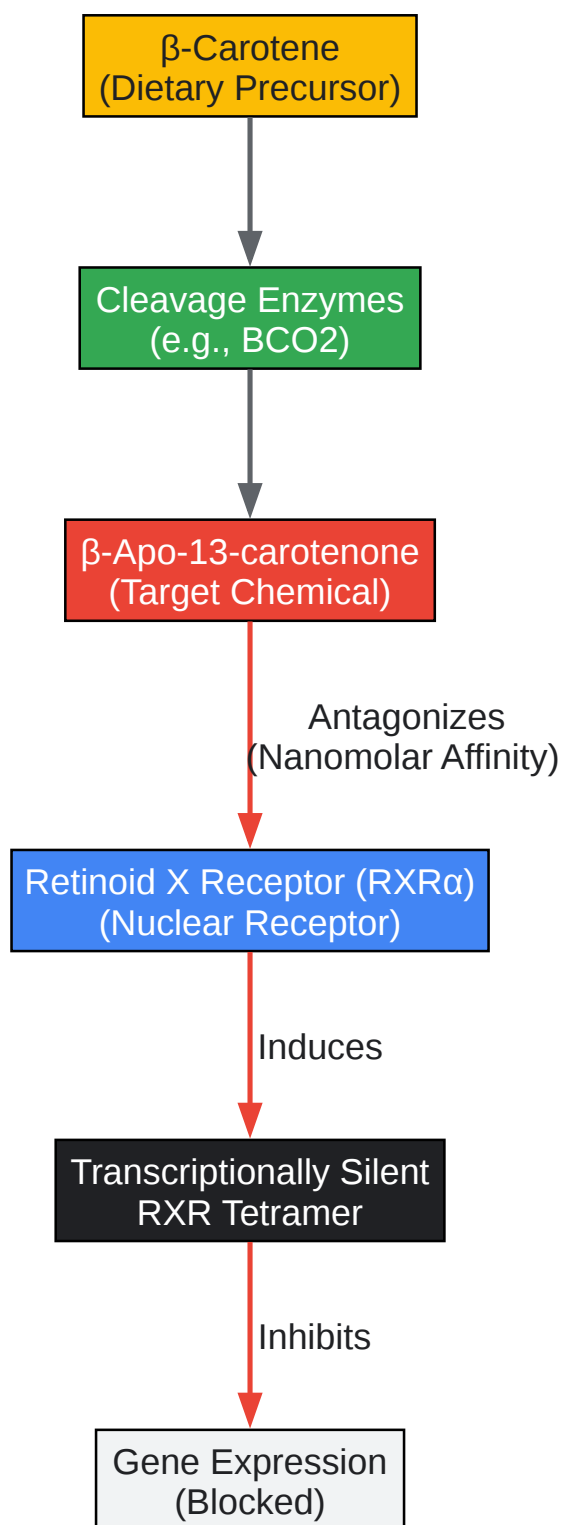 β-Carotene
(Dietary Precursor)
Cleavage Enzymes
(e.g., BCO2)
β-Apo-13-carotenone
(Target Chemical)
Antagonizes
(Nanomolar Affinity)
Retinoid X Receptor (RXRα)
(Nuclear Receptor)
Induces
Transcriptionally Silent
RXR Tetramer
Inhibits
Gene Expression
(Blocked)